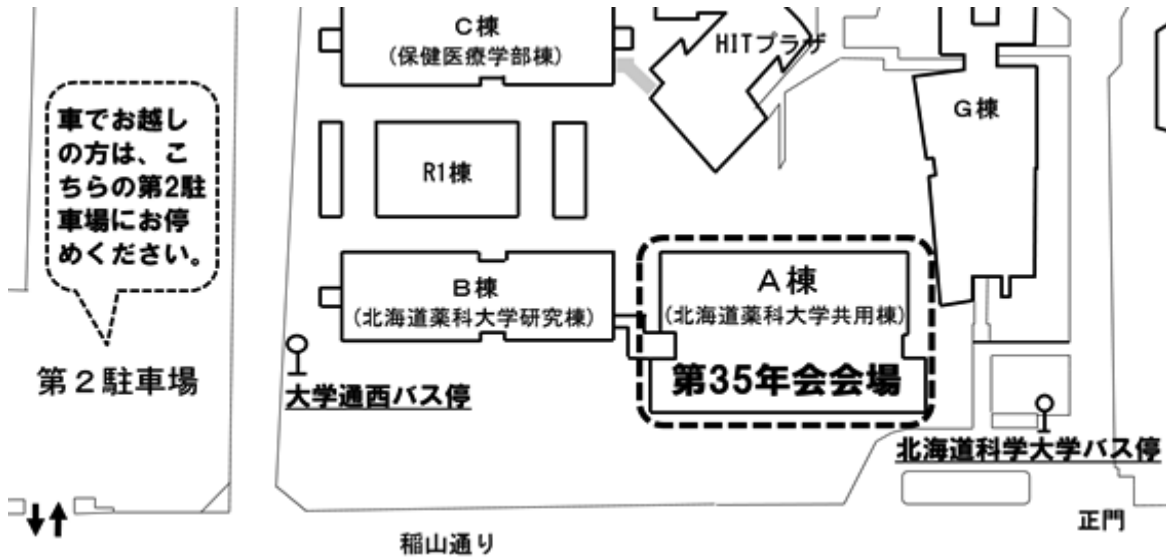 C棟
(保健医療学部棟)
HITプラザ
G棟
車でお越し
の方は、こ
ちらの第2駐
車場にお停
めください。
R1棟
B棟
(北海道薬科大学研究棟)
A棟
(北海道薬科大学共用棟)
第35年会会場
第２駐車場
大学通西バス停
北海道科学大学バス停
正門
稲山通り